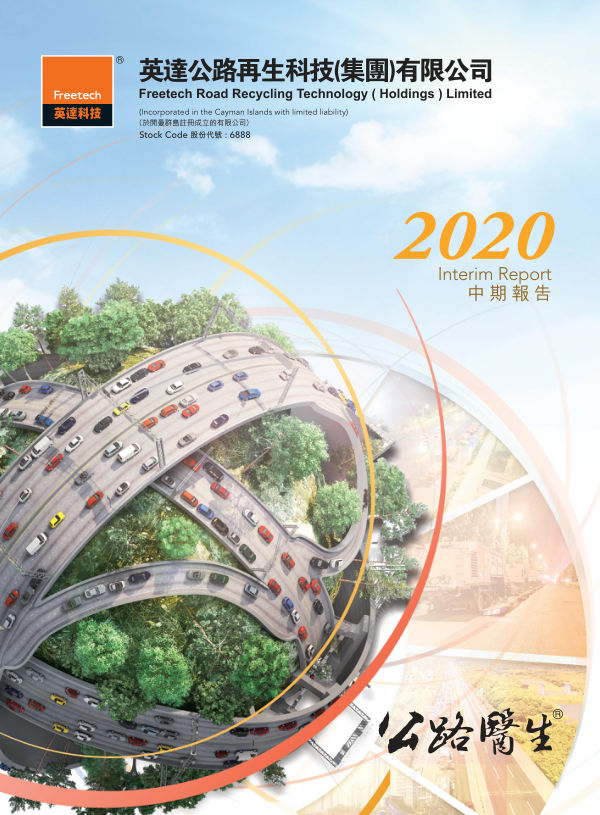 Freetech
英達科技
®
英達公路再生科技(集團)有限公司
Freetech Road Recycling Technology ( Holdings ) Limited
(Incorporated in the Cayman Islands with limited liability)
(於開曼群島註冊成立的有限公司)
Stock Code 股份代號 : 6888
2020
Interim Report
中期報告
公路醫生®